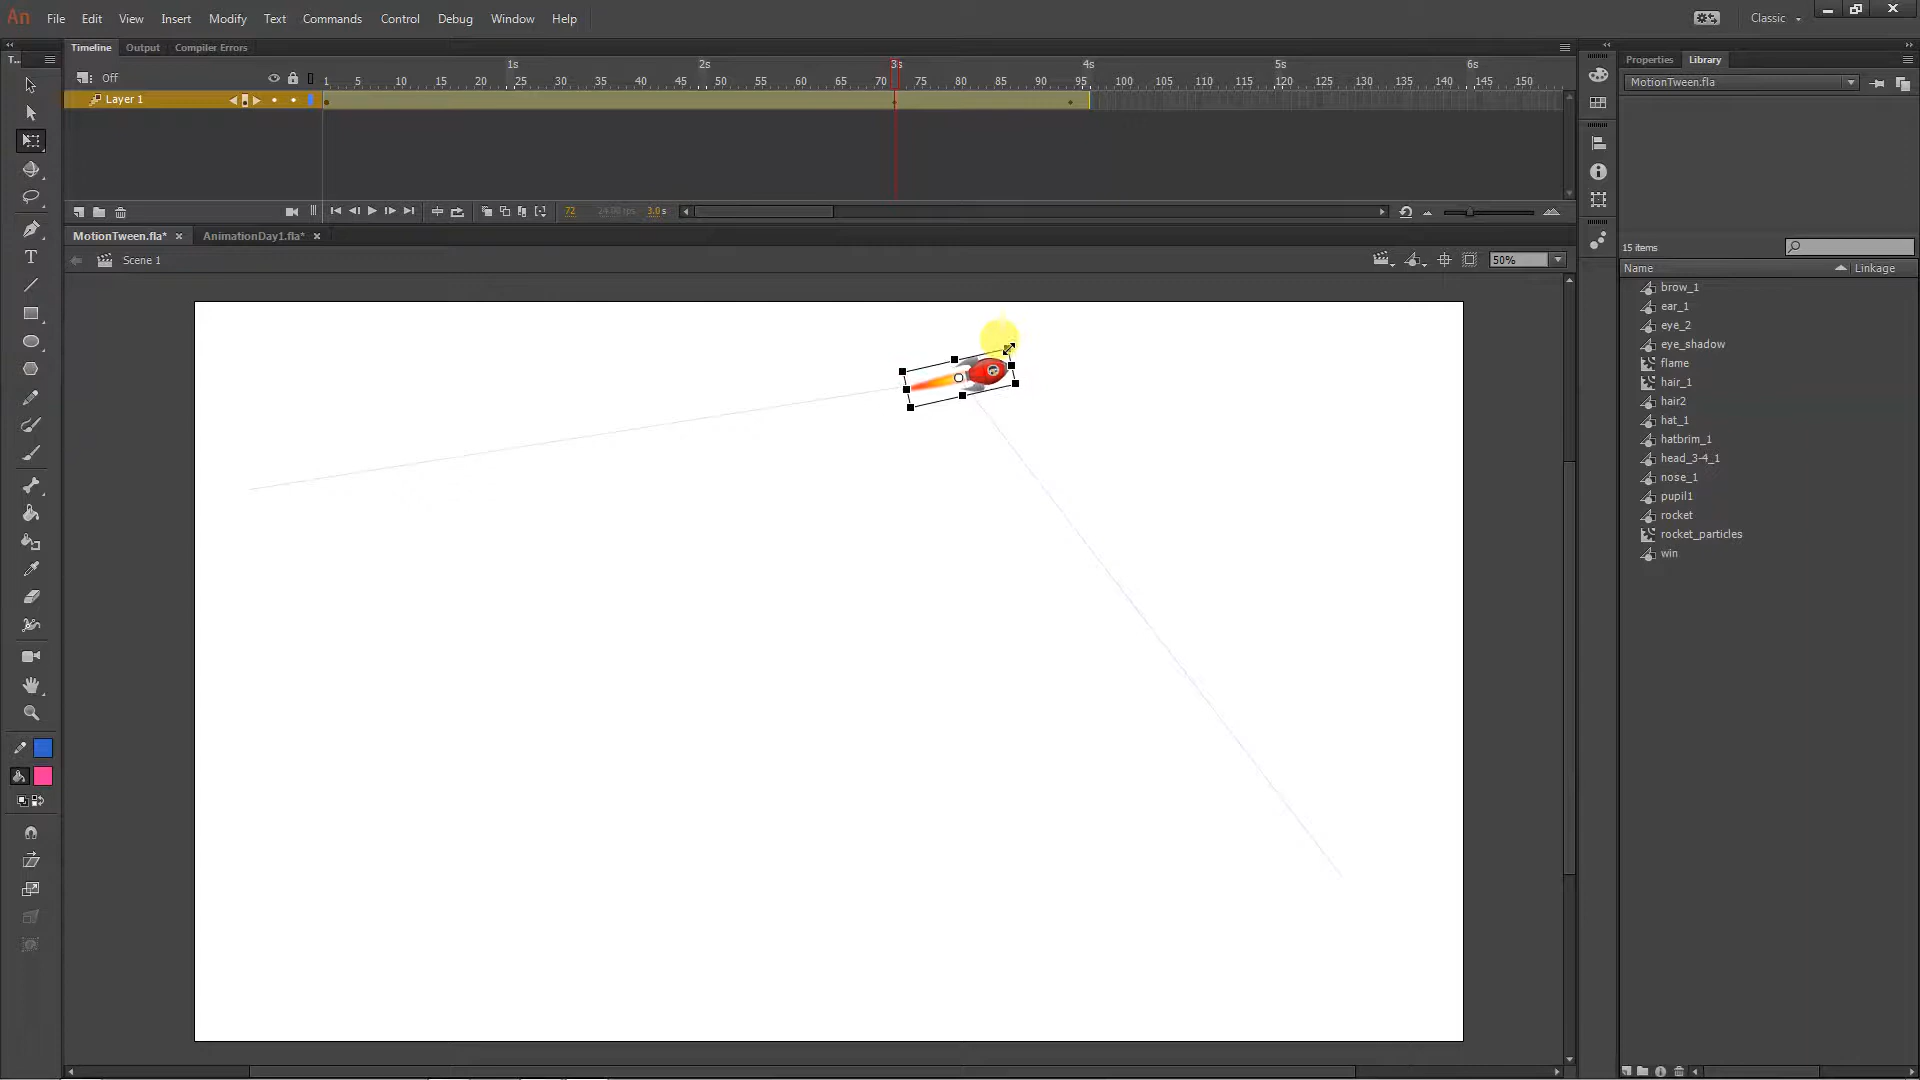 An File Edit View Insert Modify Text Commands Control Debug Window Help Classic
Timeline Output Compiler Errors
T...
Properties Library
Off
1s 2s 3s 4s 5s 6s
1 5 10 15 20 25 30 35 40 45 50 55 60 65 70 75 80 85 90 95 100 105 110 115 120 125 130 135 140 145 150
MotionTween.fla
Layer 1
72 24.00 fps 3.0 s
MotionTween.fla* × AnimationDay1.fla* ×
Scene 1
50%
15 items
Name Linkage
brow_1
ear_1
eye_2
eye_shadow
flame
hair_1
hair2
hat_1
hatbrim_1
head_3-4_1
nose_1
pupil1
rocket
rocket_particles
win